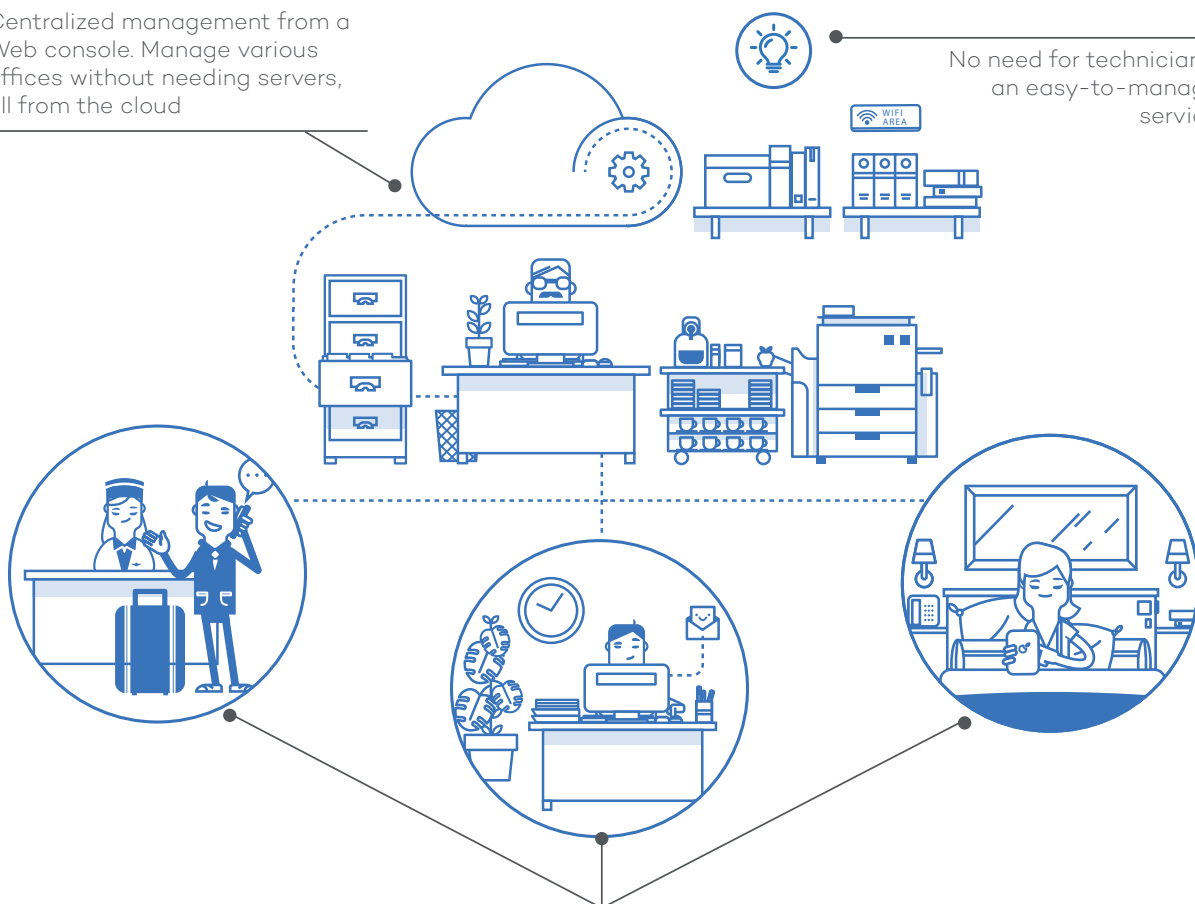 Centralized management from a
Web console. Manage various
ffices without needing servers,
ll from the cloud
No need for technician
an easy-to-manag
servic
WIFI
AREA